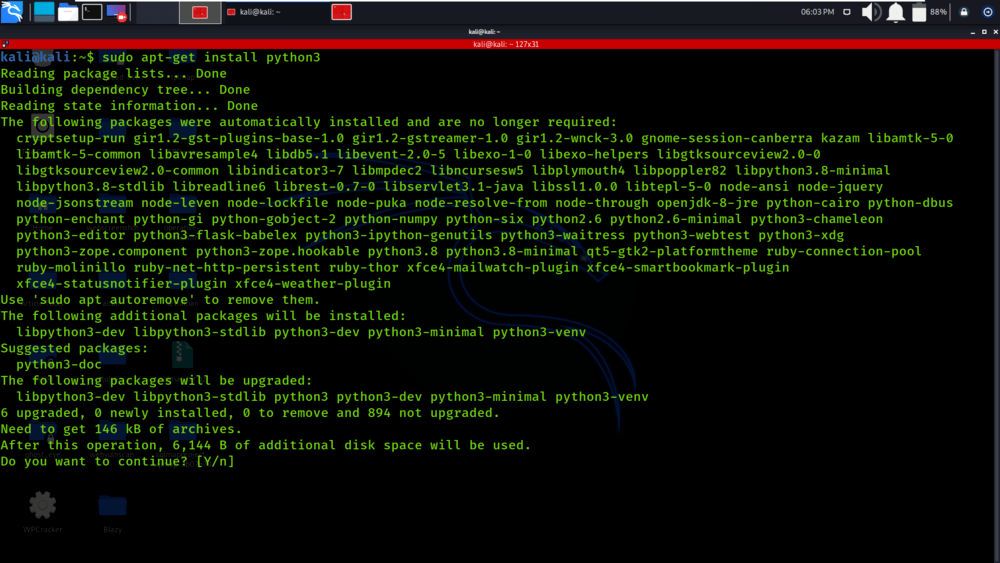 kali@kali: ~
06:03 PM
88%
kali@kali: ~
kali@kali: ~ 127x31
kali@kali:~$ sudo apt-get install python3
Reading package lists... Done
Building dependency tree... Done
Reading state information... Done
The following packages were automatically installed and are no longer required:
cryptsetup-run gir1.2-gst-plugins-base-1.0 gir1.2-gstreamer-1.0 gir1.2-wnck-3.0 gnome-session-canberra kazam libamtk-5-0
libamtk-5-common libavresample4 libdb5.1 libevent-2.0-5 libexo-1-0 libexo-helpers libgtksourceview2.0-0
libgtksourceview2.0-common libindicator3-7 libmpdec2 libncursesw5 libplymouth4 libpoppler82 libpython3.8-minimal
libpython3.8-stdlib libreadline6 librest-0.7-0 libservlet3.1-java libssl1.0.0 libtepl-5-0 node-ansi node-jquery
node-jsonstream node-leven node-lockfile node-puka node-resolve-from node-through openjdk-8-jre python-cairo python-dbus
python-enchant python-gi python-gobject-2 python-numpy python-six python2.6 python2.6-minimal python3-chameleon
python3-editor python3-flask-babelex python3-ipython-genutils python3-waitress python3-webtest python3-xdg
python3-zope.component python3-zope.hookable python3.8 python3.8-minimal qt5-gtk2-platformtheme ruby-connection-pool
ruby-molinillo ruby-net-http-persistent ruby-thor xfce4-mailwatch-plugin xfce4-smartbookmark-plugin
xfce4-statusnotifier-plugin xfce4-weather-plugin
Use 'sudo apt autoremove' to remove them.
The following additional packages will be installed:
libpython3-dev libpython3-stdlib python3-dev python3-minimal python3-venv
Suggested packages:
python3-doc
The following packages will be upgraded:
libpython3-dev libpython3-stdlib python3 python3-dev python3-minimal python3-venv
6 upgraded, 0 newly installed, 0 to remove and 894 not upgraded.
Need to get 146 kB of archives.
After this operation, 6,144 B of additional disk space will be used.
Do you want to continue? [Y/n]
WPCracker
Blazy